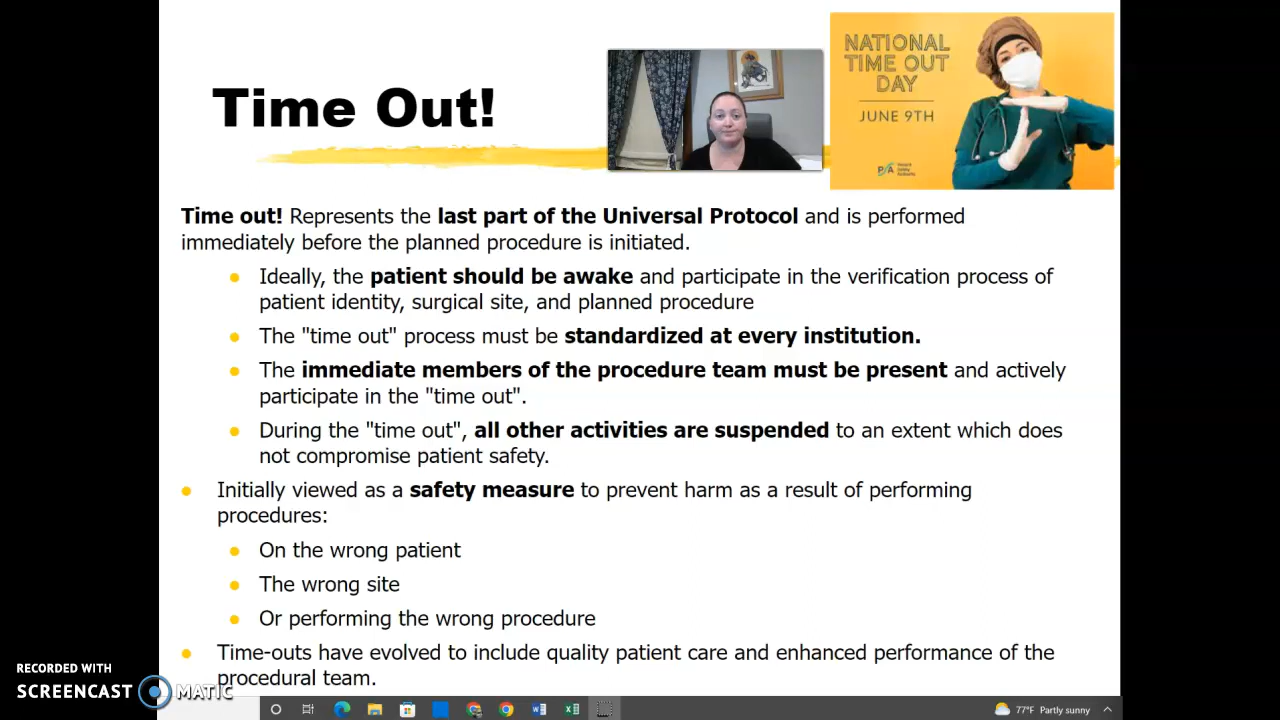 Time Out!
NATIONAL
TIME OUT
DAY
JUNE 9TH
Time out! Represents the last part of the Universal Protocol and is performed
immediately before the planned procedure is initiated.
Ideally, the patient should be awake and participate in the verification process of
patient identity, surgical site, and planned procedure
The "time out" process must be standardized at every institution.
The immediate members of the procedure team must be present and actively
participate in the "time out".
During the "time out", all other activities are suspended to an extent which does
not compromise patient safety.
Initially viewed as a safety measure to prevent harm as a result of performing
procedures:
On the wrong patient
The wrong site
Or performing the wrong procedure
Time-outs have evolved to include quality patient care and enhanced performance of the
procedural team.
RECORDED WITH
SCREENCAST MATIC
77°F Partly sunny